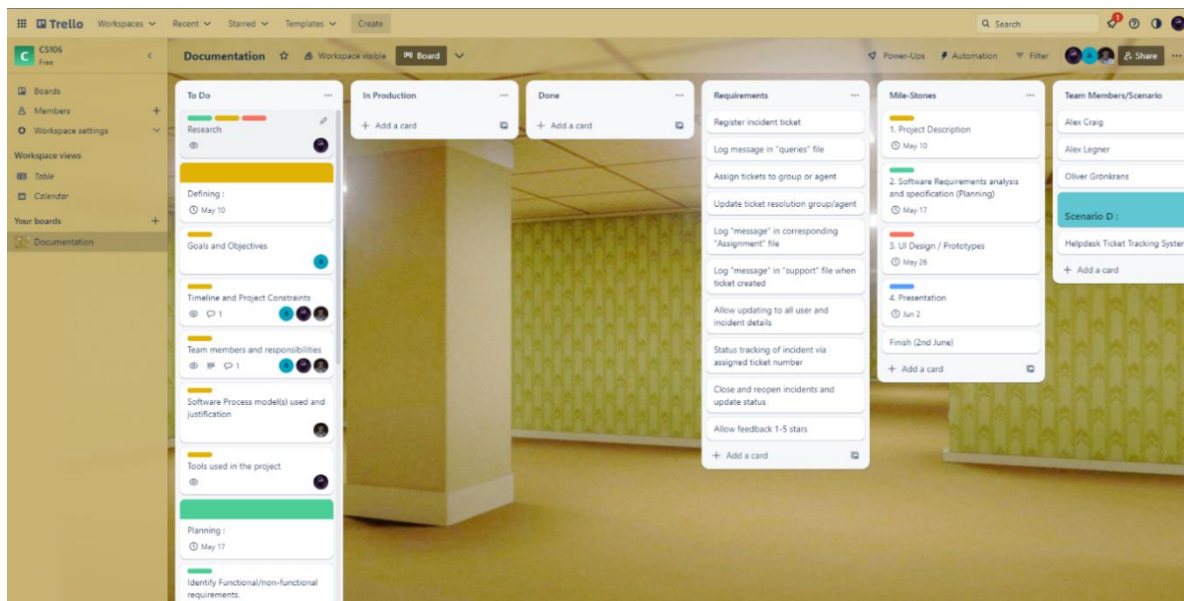 Trello
Workspaces
Recent
Starred
Templates
Create
Search
1
C
CS106
Free
Documentation
Workspace visible
Board
Power-Ups
Automation
Filter
Share
Boards
Members
Workspace settings
Workspace views
Table
Calendar
Your boards
Documentation
To Do
Research
Defining :
May 10
Goals and Objectives
A
Timeline and Project Constraints
1
A
Team members and responsibilities
1
A
Software Process model(s) used and
justification
Tools used in the project
Planning :
May 17
Identify Functional/non-functional
requirements.
In Production
+ Add a card
Done
+ Add a card
Requirements
Register incident ticket
Log message in "queries" file
Assign tickets to group or agent
Update ticket resolution group/agent
Log "message" in corresponding
"Assignment" file
Log "message" in "support" file when
ticket created
Allow updating to all user and
incident details
Status tracking of incident via
assigned ticket number
Close and reopen incidents and
update status
Allow feedback 1-5 stars
+ Add a card
Mile-Stones
1. Project Description
May 10
2. Software Requirements analysis
and specification (Planning)
May 17
3. UI Design / Prototypes
May 26
4. Presentation
Jun 2
Finish (2nd June)
+ Add a card
Team Members/Scenario
Alex Craig
Alex Legner
Oliver Grönkrans
Scenario D :
Helpdesk Ticket Tracking System
+ Add a card